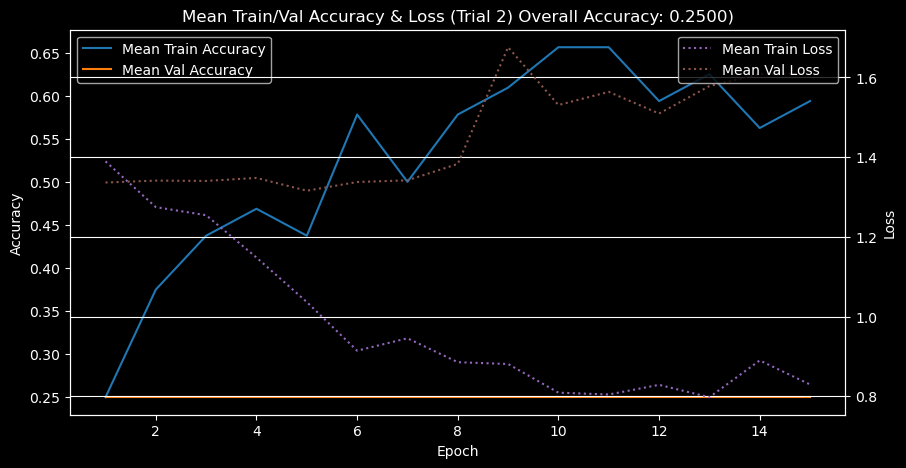 Mean Train/Val Accuracy & Loss (Trial 2) Overall Accuracy: 0.2500)
Mean Train Accuracy
Mean Val Accuracy
Mean Train Loss
Mean Val Loss
Accuracy
0.65
0.60
0.55
0.50
0.45
0.40
0.35
0.30
0.25
1.6
1.4
1.2
1.0
0.8
Loss
2 4 6 8 10 12 14
Epoch